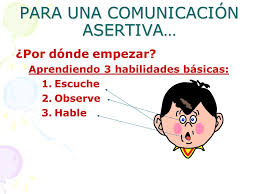 PARA UNA COMUNICACIÓN
ASERTIVA...
¿Por dónde empezar?
Aprendiendo 3 habilidades básicas:
1. Escuche
2. Observe
3. Hable